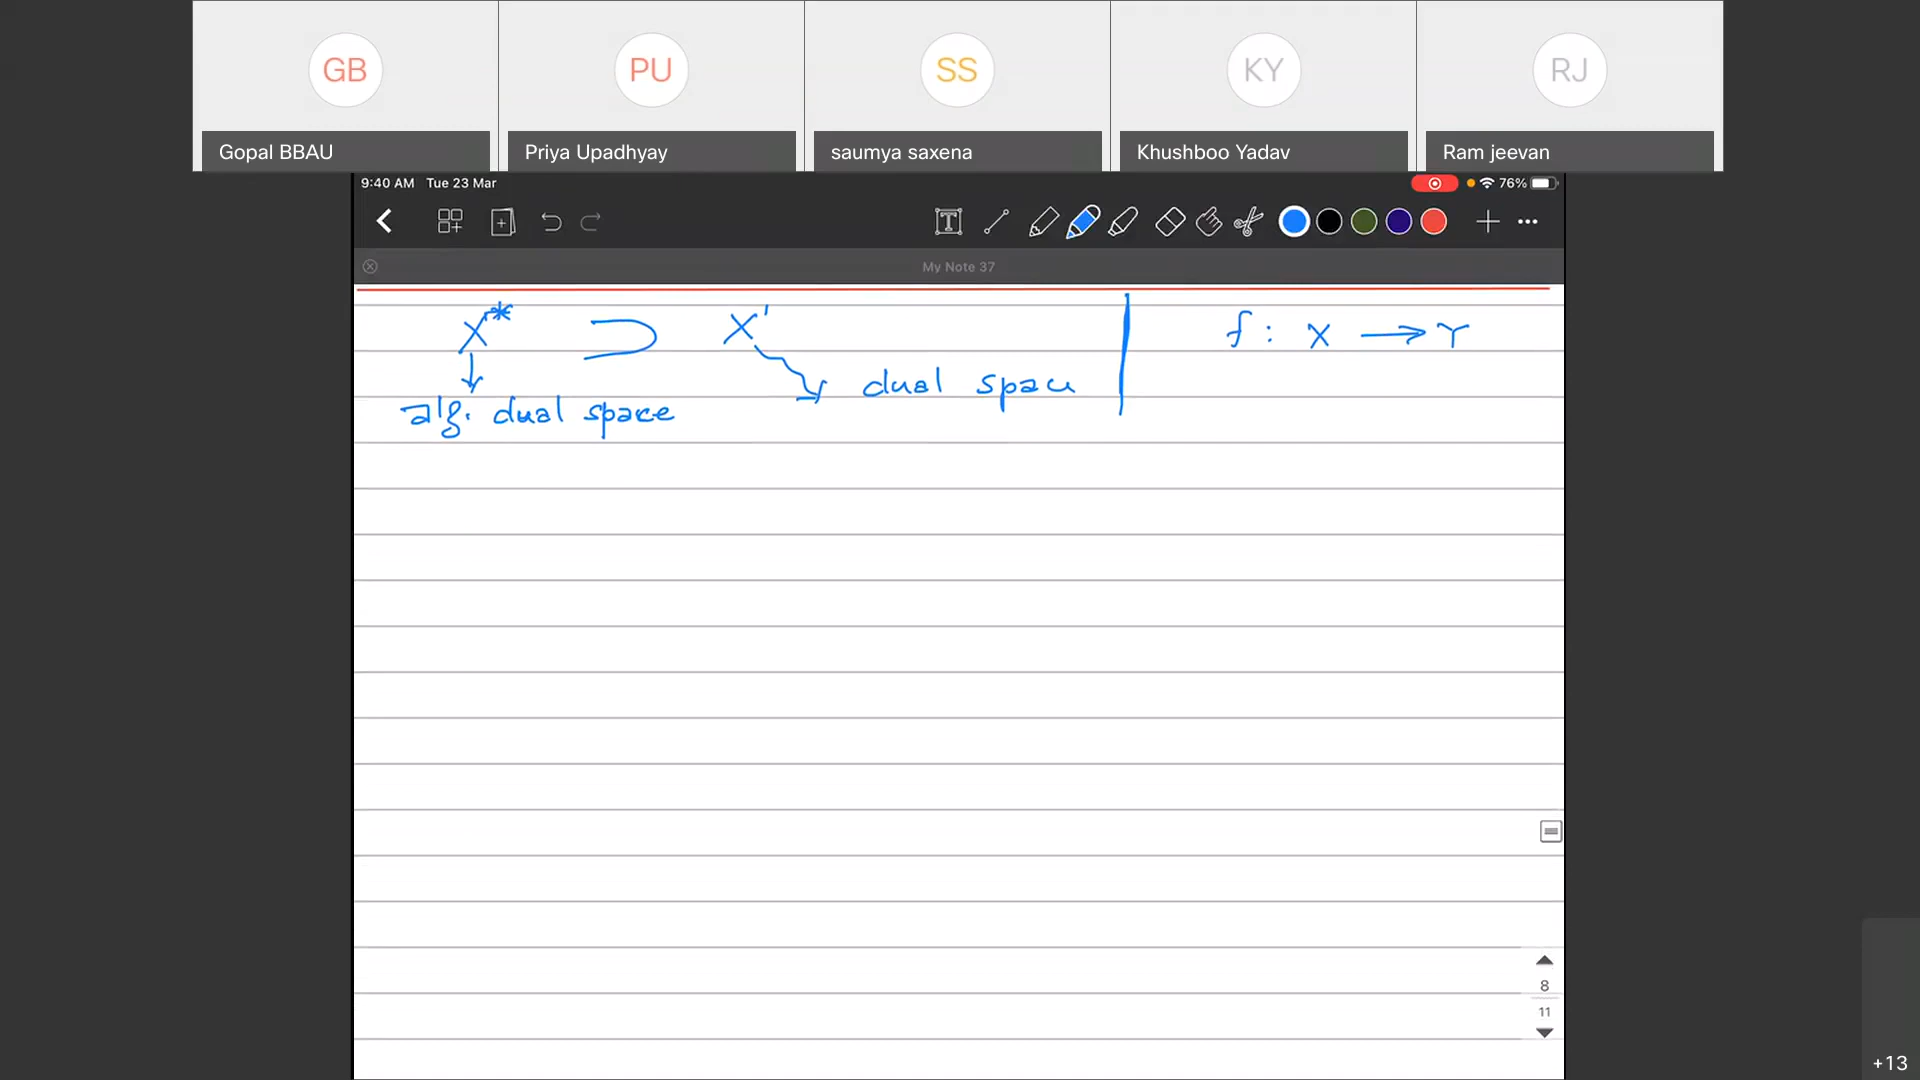 GB PU SS KY RJ
Gopal BBAU Priya Upadhyay saumya saxena Khushboo Yadav Ram jeevan
9:40 AM Tue 23 Mar 76%
T
My Note 37
X* ⊃ X' f : X → Y
dual spau
alg. dual space
8
11
+13